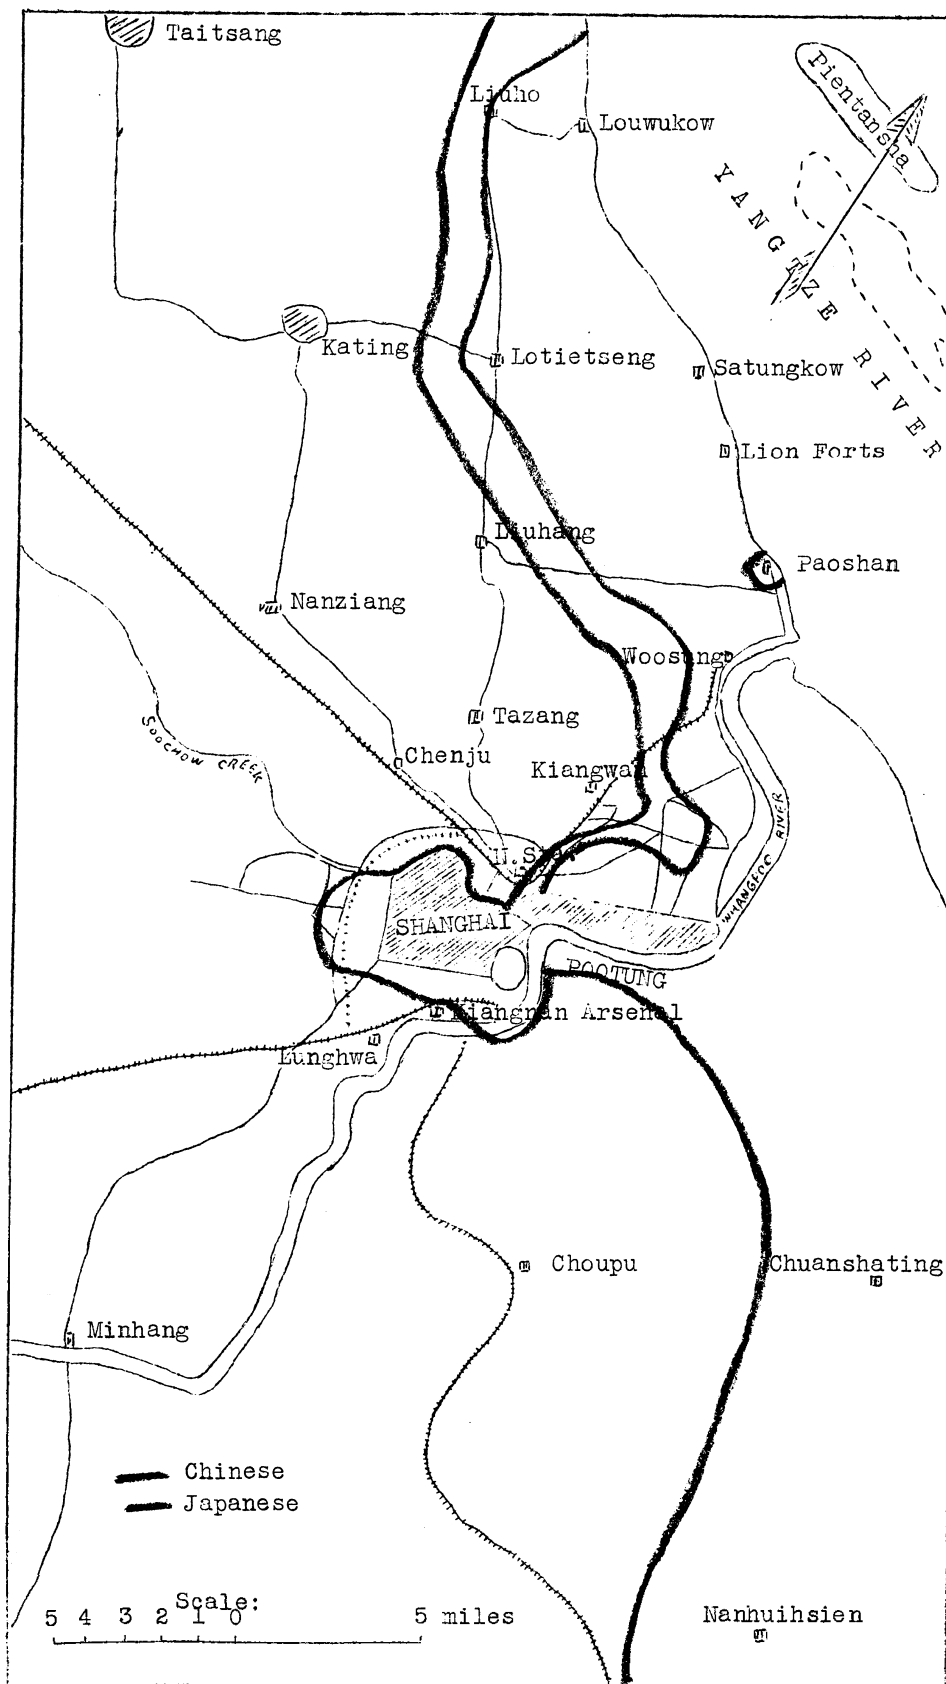 Taitsang
Pientansha
Liuho
Louwukow
YANGTZE RIVER
Kating
Lotietseng
Satungkow
Lion Forts
Liuhang
Paoshan
Nanziang
Woosung
Tazang
SOOCHOW CREEK
Chenju
Kiangwan
WHANGPOO RIVER
SHANGHAI
POOTUNG
Kiangnan Arsenal
Lunghwa
Choupu
Chuanshating
Minhang
Chinese
Japanese
Scale:
5 4 3 2 1 0 5 miles
Nanhuihsien